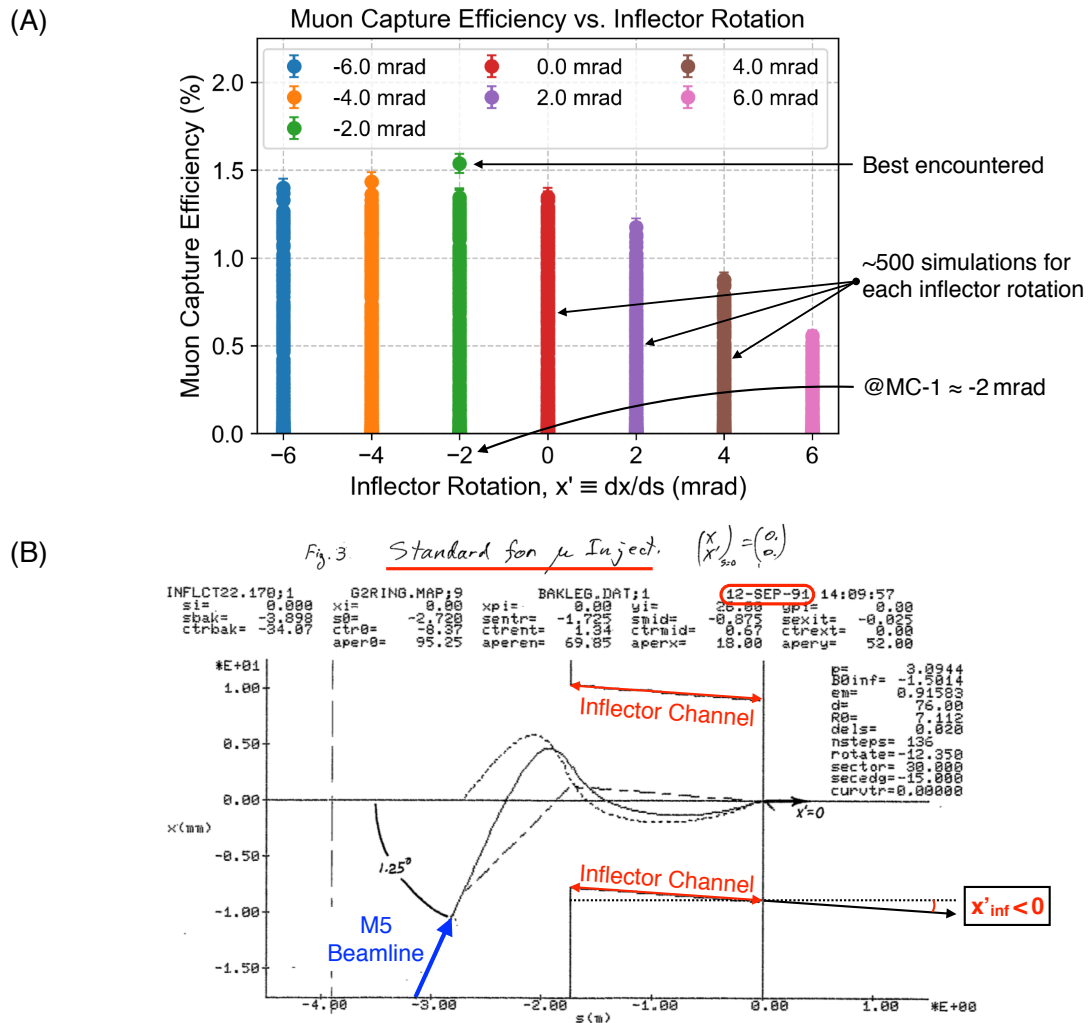 (A)
Muon Capture Efficiency vs. Inflector Rotation
Muon Capture Efficiency (%)
2.0
1.5
1.0
0.5
0.0
-6.0 mrad
-4.0 mrad
-2.0 mrad
0.0 mrad
2.0 mrad
4.0 mrad
6.0 mrad
Best encountered
~500 simulations for
each inflector rotation
@MC-1 ≈ -2 mrad
−6 −4 −2 0 2 4 6
Inflector Rotation, x' ≡ dx/ds (mrad)
(B)
Fig. 3 Standard for μ Inject. (x x')s=0 = (0. 0.)
INFLCT22.170;1 G2RING.MAP;9 BAKLEG.DAT;1 12-SEP-91 14:09:57
si= 0.000 xi= 0.00 xpi= 0.00 yi= 26.00 ypi= 0.00
sbak= -3.898 s0= -2.720 sentr= -1.725 smid= -0.875 sexit= -0.025
ctrbak= -34.07 ctr0= -8.37 ctrent= 1.34 ctrmid= 0.67 ctrext= 0.00
aper0= 95.25 aperen= 69.85 aperx= 18.00 apery= 52.00
*E+01
1.00
0.50
0.00
-0.50
-1.00
-1.50
x(mm)
p= 3.0944
B0inf= -1.5014
em= 0.91583
d= 76.00
R0= 7.112
dels= 0.020
nsteps= 136
rotate= -12.350
sector= 30.000
secedg= -15.000
curvtr= 0.00000
Inflector Channel
x'=0
1.25°
Inflector Channel
M5
Beamline
x'inf < 0
-4.00 -3.00 -2.00 -1.00 0.00 1.00 *E+00
s(m)